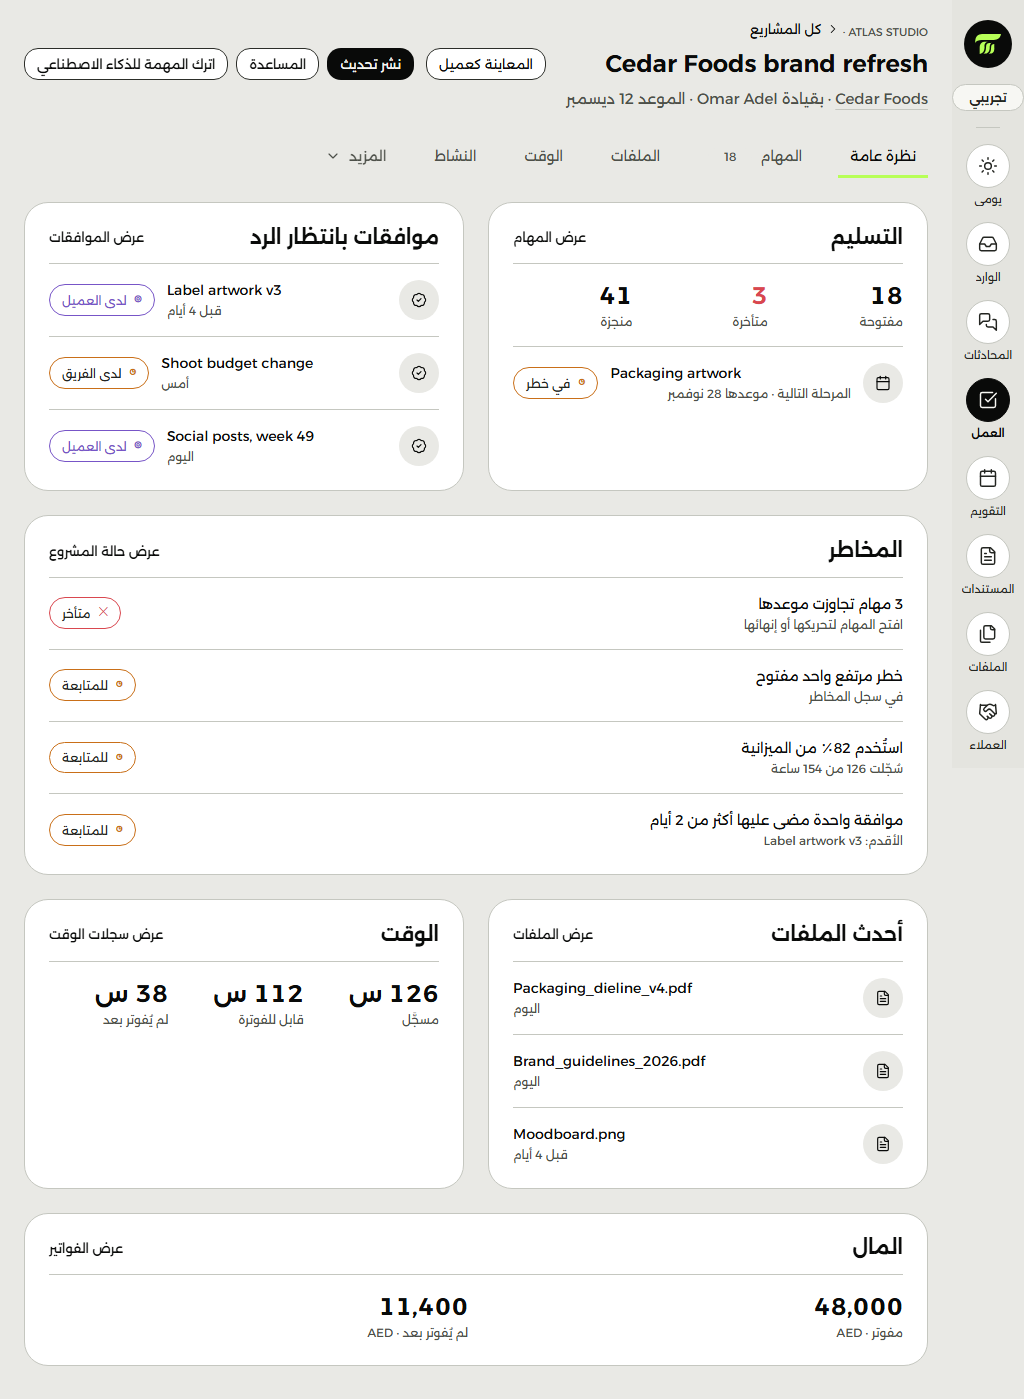 ATLAS STUDIO · كل المشاريع
Cedar Foods brand refresh
Cedar Foods · بقيادة Omar Adel · الموعد 12 ديسمبر
المعاينة كعميل
نشر تحديث
المساعدة
اترك المهمة للذكاء الاصطناعي
تجريبي
يومي
الوارد
المحادثات
العمل
التقويم
المستندات
الملفات
العملاء
نظرة عامة
المهام 18
الملفات
الوقت
النشاط
المزيد
التسليم
عرض المهام
18
مفتوحة
3
متأخرة
41
منجزة
Packaging artwork
المرحلة التالية · موعدها 28 نوفمبر
في خطر
موافقات بانتظار الرد
عرض الموافقات
Label artwork v3
قبل 4 أيام
لدى العميل
Shoot budget change
أمس
لدى الفريق
Social posts, week 49
اليوم
لدى العميل
المخاطر
عرض حالة المشروع
3 مهام تجاوزت موعدها
افتح المهام لتحريكها أو إنهائها
متأخر
خطر مرتفع واحد مفتوح
في سجل المخاطر
للمتابعة
استُخدم 82٪ من الميزانية
سُجّلت 126 من 154 ساعة
للمتابعة
موافقة واحدة مضى عليها أكثر من 2 أيام
الأقدم: Label artwork v3
للمتابعة
أحدث الملفات
عرض الملفات
Packaging_dieline_v4.pdf
اليوم
Brand_guidelines_2026.pdf
اليوم
Moodboard.png
قبل 4 أيام
الوقت
عرض سجلات الوقت
126 س
مسجَّل
112 س
قابل للفوترة
38 س
لم يُفوتر بعد
المال
عرض الفواتير
48,000
مفوتر · AED
11,400
لم يُفوتر بعد · AED